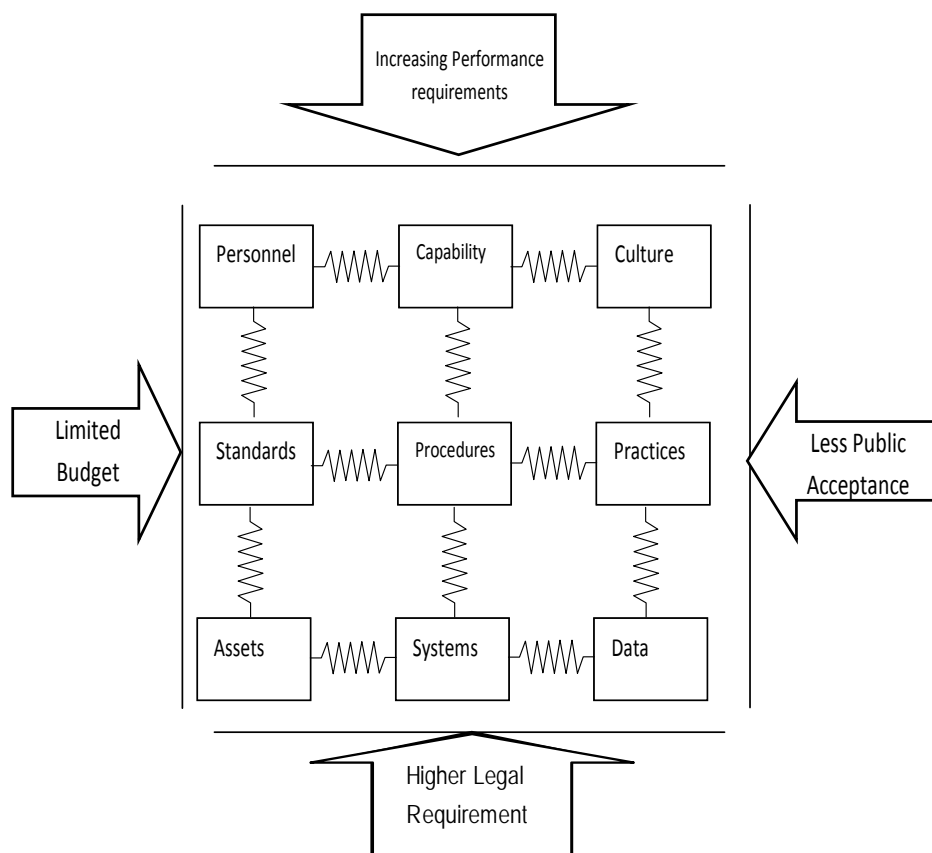 Increasing Performance
requirements
Personnel
Capability
Culture
Limited
Budget
Standards
Procedures
Practices
Less Public
Acceptance
Assets
Systems
Data
Higher Legal
Requirement